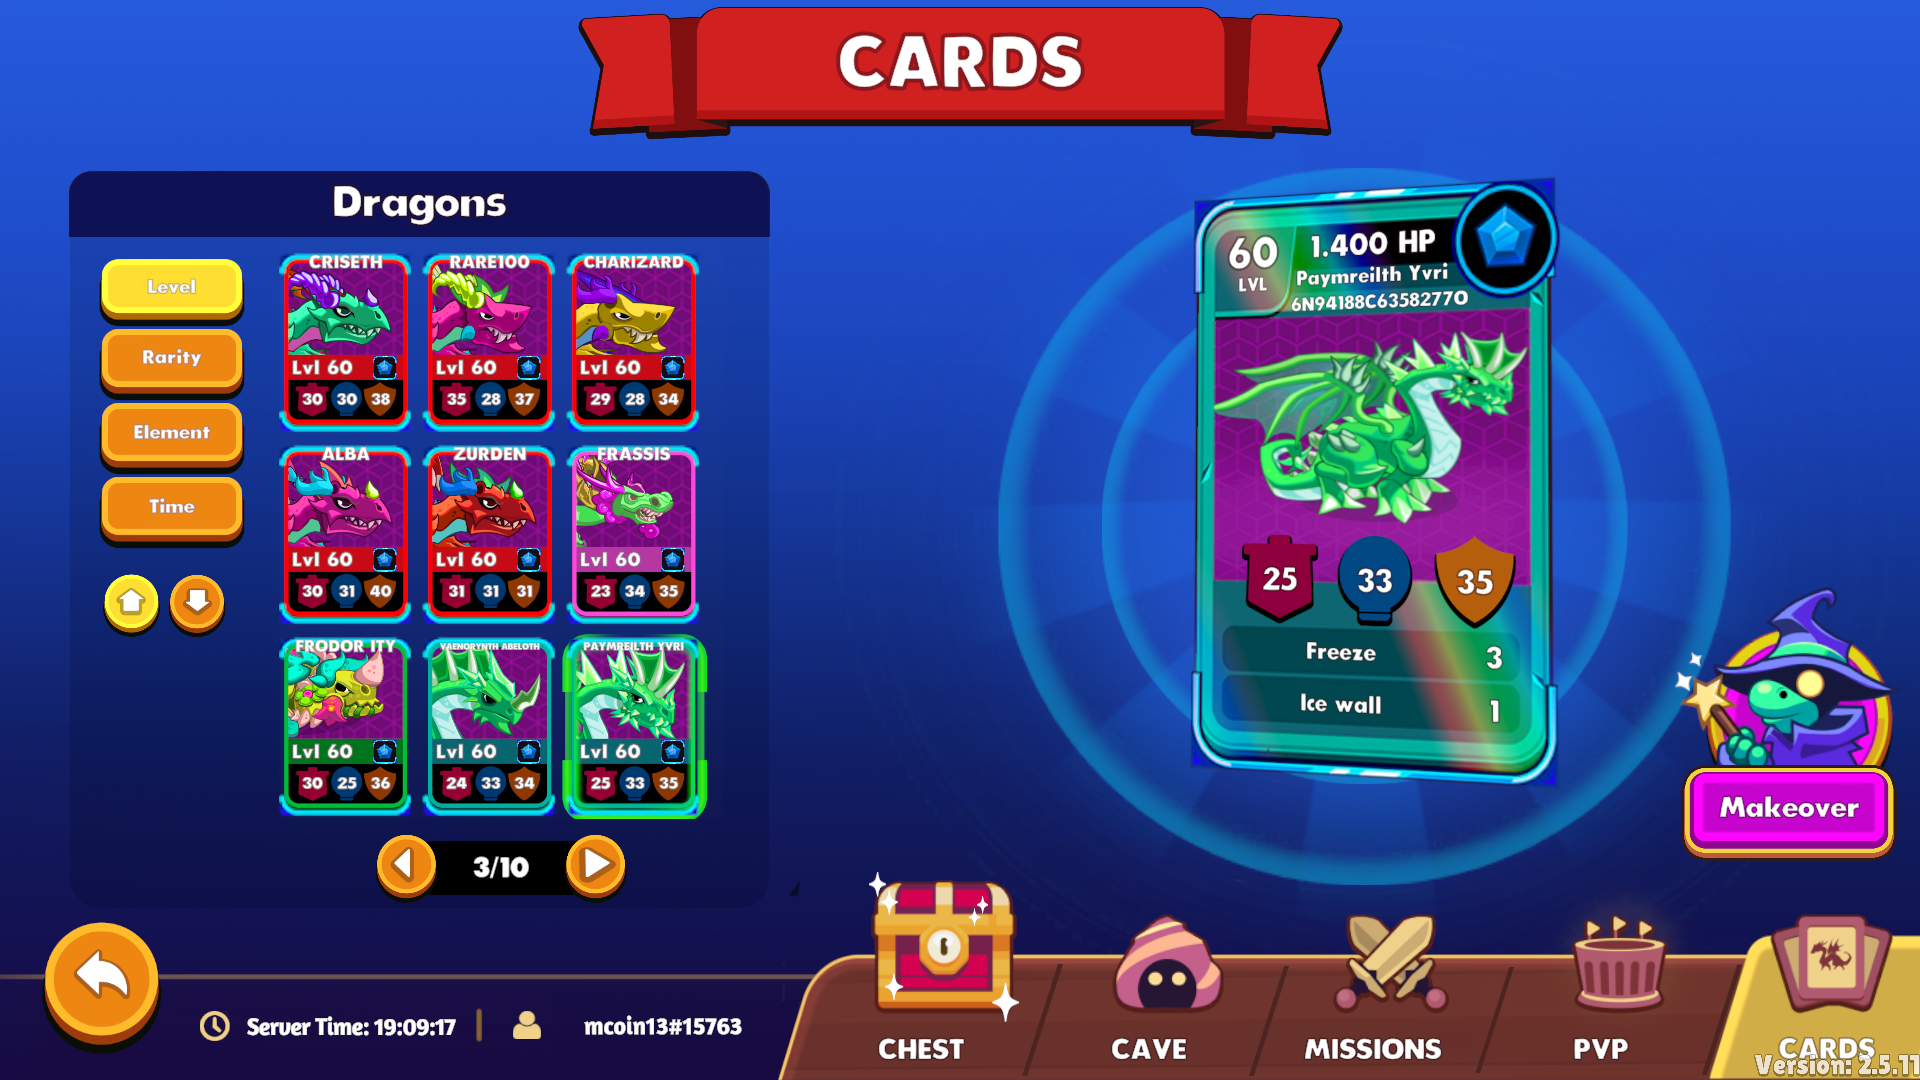 CARDS
Dragons
Level
Rarity
Element
Time
CRISETH
Lvl 60
30 30 38
RARE100
Lvl 60
35 28 37
CHARIZARD
Lvl 60
29 28 34
ALBA
Lvl 60
30 31 40
ZURDEN
Lvl 60
31 31 31
FRASSIS
Lvl 60
23 34 35
FRODOR ITY
Lvl 60
30 25 36
VAENORYNTH ABELOTH
Lvl 60
24 33 34
PAYMREILTH YVRI
Lvl 60
25 33 35
3/10
60
LVL
1.400 HP
Paymreilth Yvri
6N94188C6358277O
25 33 35
Freeze 3
Ice wall 1
Makeover
Server Time: 19:09:17
mcoin13#15763
CHEST
CAVE
MISSIONS
PVP
CARDS
Version: 2.5.11